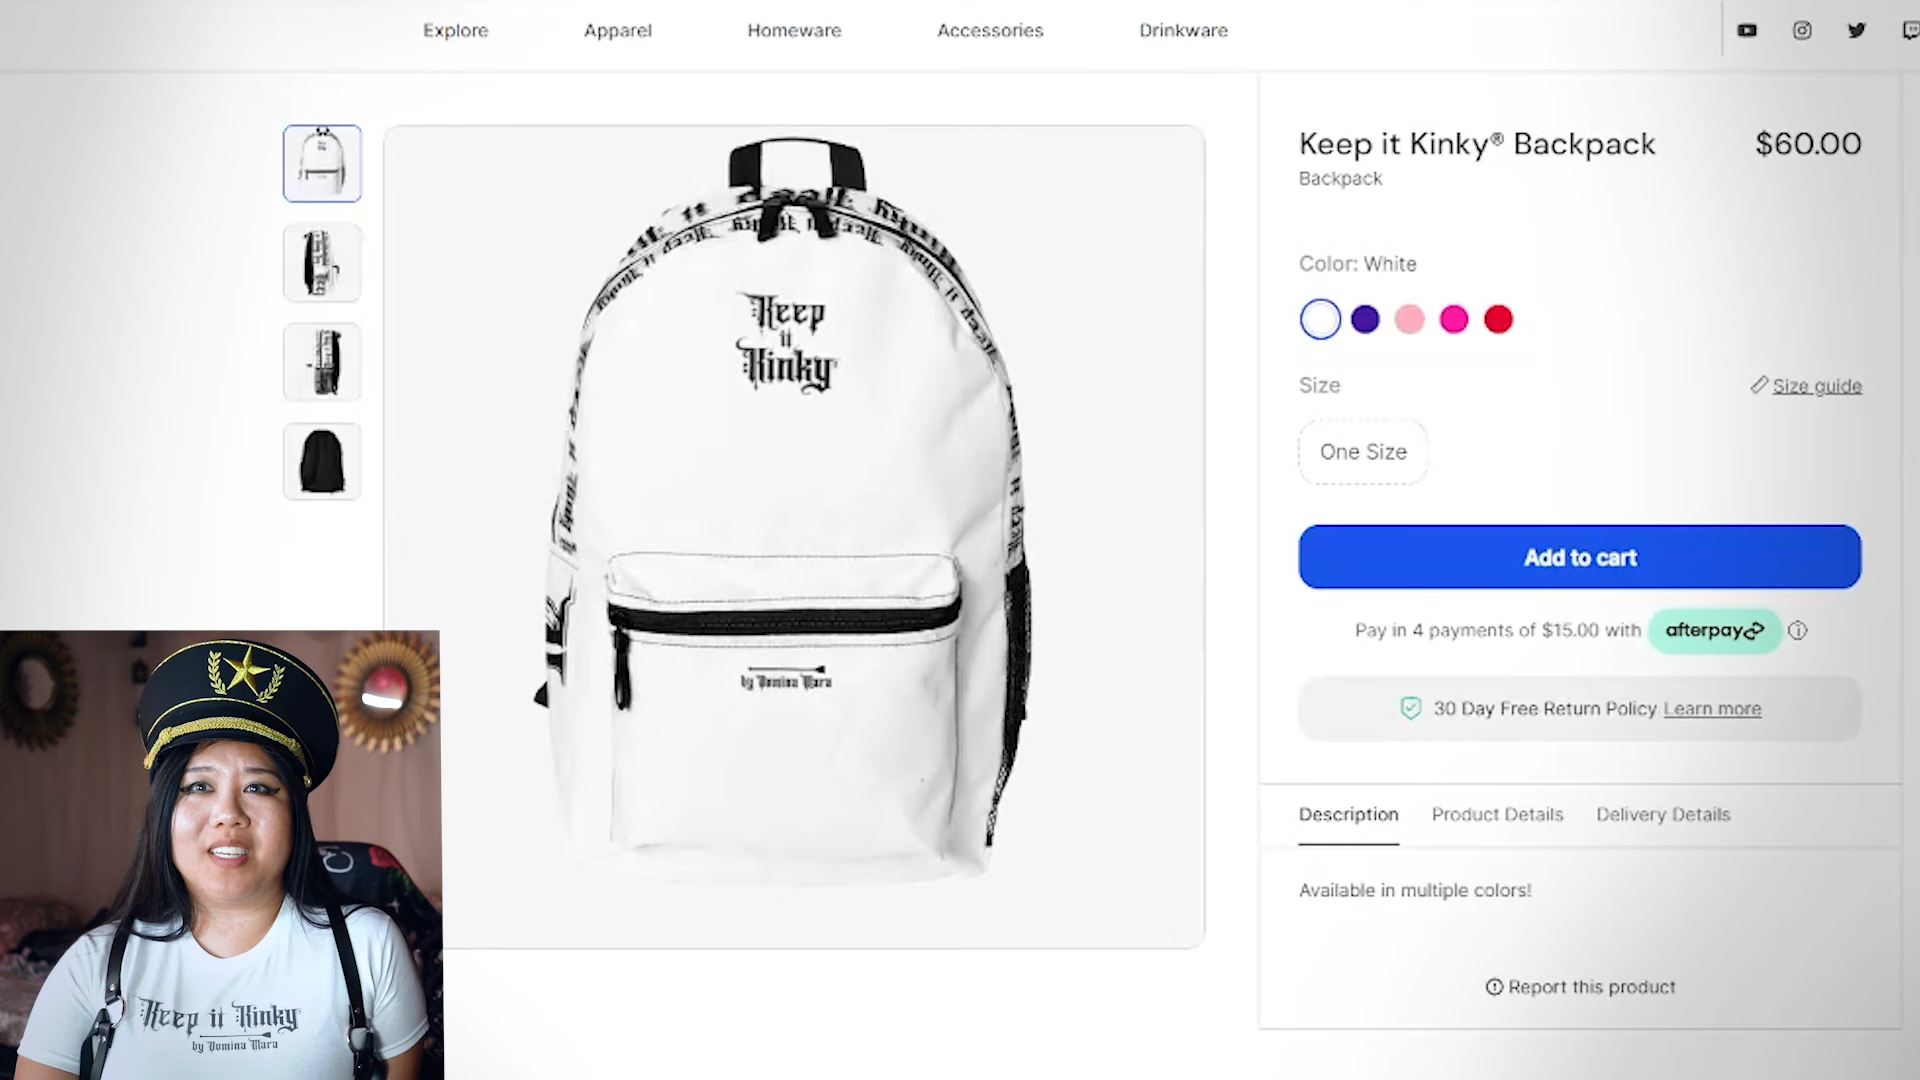 Explore
Apparel
Homeware
Accessories
Drinkware
Keep it Kinky® Backpack
$60.00
Backpack
Color: White
Size
Size guide
One Size
Add to cart
Pay in 4 payments of $15.00 with afterpay
30 Day Free Return Policy Learn more
Description
Product Details
Delivery Details
Available in multiple colors!
Report this product
Keep
it
Kinky
by Domina Mara
Keep it Kinky
by Domina Mara